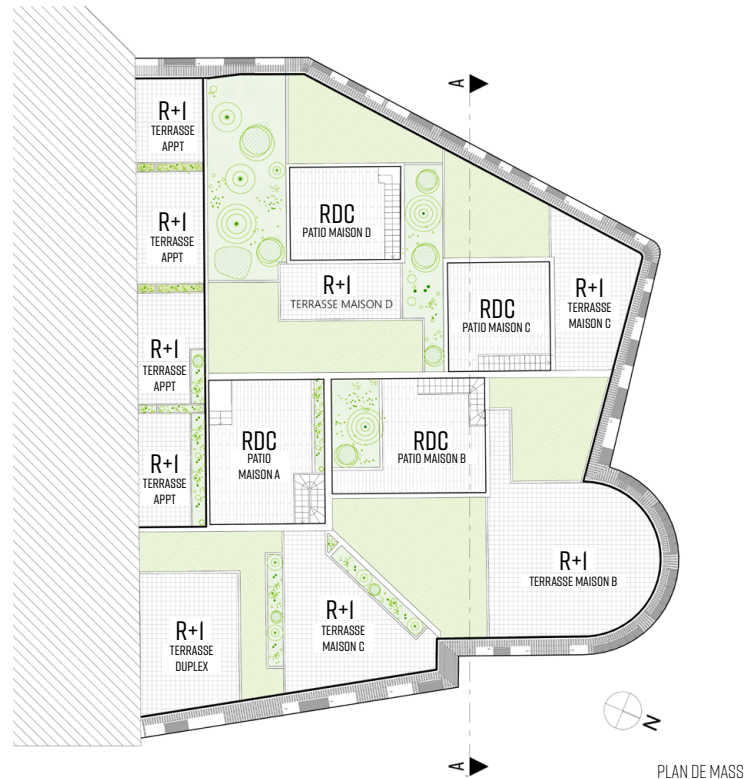 A
R+1
TERRASSE
APPT
R+1
TERRASSE
APPT
RDC
PATIO MAISON D
R+1
TERRASSE MAISON D
RDC
PATIO MAISON C
R+1
TERRASSE
MAISON C
R+1
TERRASSE
APPT
R+1
TERRASSE
APPT
RDC
PATIO
MAISON A
RDC
PATIO MAISON B
R+1
TERRASSE MAISON B
R+1
TERRASSE
DUPLEX
R+1
TERRASSE
MAISON C
N
A
PLAN DE MASS